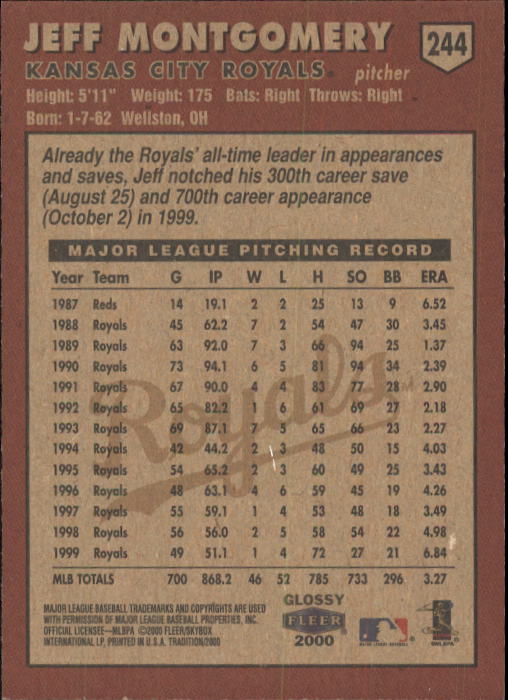 JEFF MONTGOMERY
244
KANSAS CITY ROYALS® pitcher
Height: 5'11" Weight: 175 Bats: Right Throws: Right
Born: 1-7-62 Wellston, OH
Already the Royals' all-time leader in appearances
and saves, Jeff notched his 300th career save
(August 25) and 700th career appearance
(October 2) in 1999.
MAJOR LEAGUE PITCHING RECORD
Year Team G IP W L H SO BB ERA
1987 Reds 14 19.1 2 2 25 13 9 6.52
1988 Royals 45 62.2 7 2 54 47 30 3.45
1989 Royals 63 92.0 7 3 66 94 25 1.37
1990 Royals 73 94.1 6 5 81 94 34 2.39
1991 Royals 67 90.0 4 4 83 77 28 2.90
1992 Royals 65 82.2 1 6 61 69 27 2.18
1993 Royals 69 87.1 7 5 65 66 23 2.27
1994 Royals 42 44.2 2 3 48 50 15 4.03
1995 Royals 54 65.2 2 3 60 49 25 3.43
1996 Royals 48 63.1 4 6 59 45 19 4.26
1997 Royals 55 59.1 1 4 53 48 18 3.49
1998 Royals 56 56.0 2 5 58 54 22 4.98
1999 Royals 49 51.1 1 4 72 27 21 6.84
MLB TOTALS 700 868.2 46 52 785 733 296 3.27
Royals
MAJOR LEAGUE BASEBALL TRADEMARKS AND COPYRIGHTS ARE USED
WITH PERMISSION OF MAJOR LEAGUE BASEBALL PROPERTIES, INC.
OFFICIAL LICENSEE—MLBPA ©2000 FLEER/SKYBOX
INTERNATIONAL LP, PRINTED IN U.S.A. TRADITION/2000
GLOSSY
FLEER
2000
MAJOR LEAGUE BASEBALL
©MLBPA